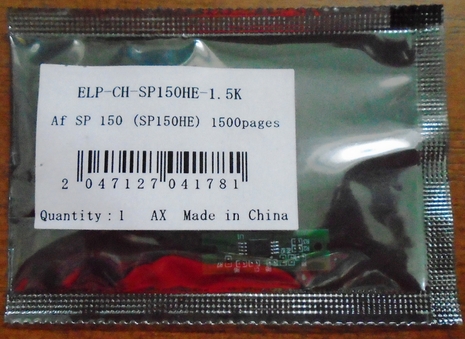 ELP-CH-SP150HE-1.5K
Af SP 150 (SP150HE) 1500pages
2 047127 041781
Quantity：1 AX Made in China